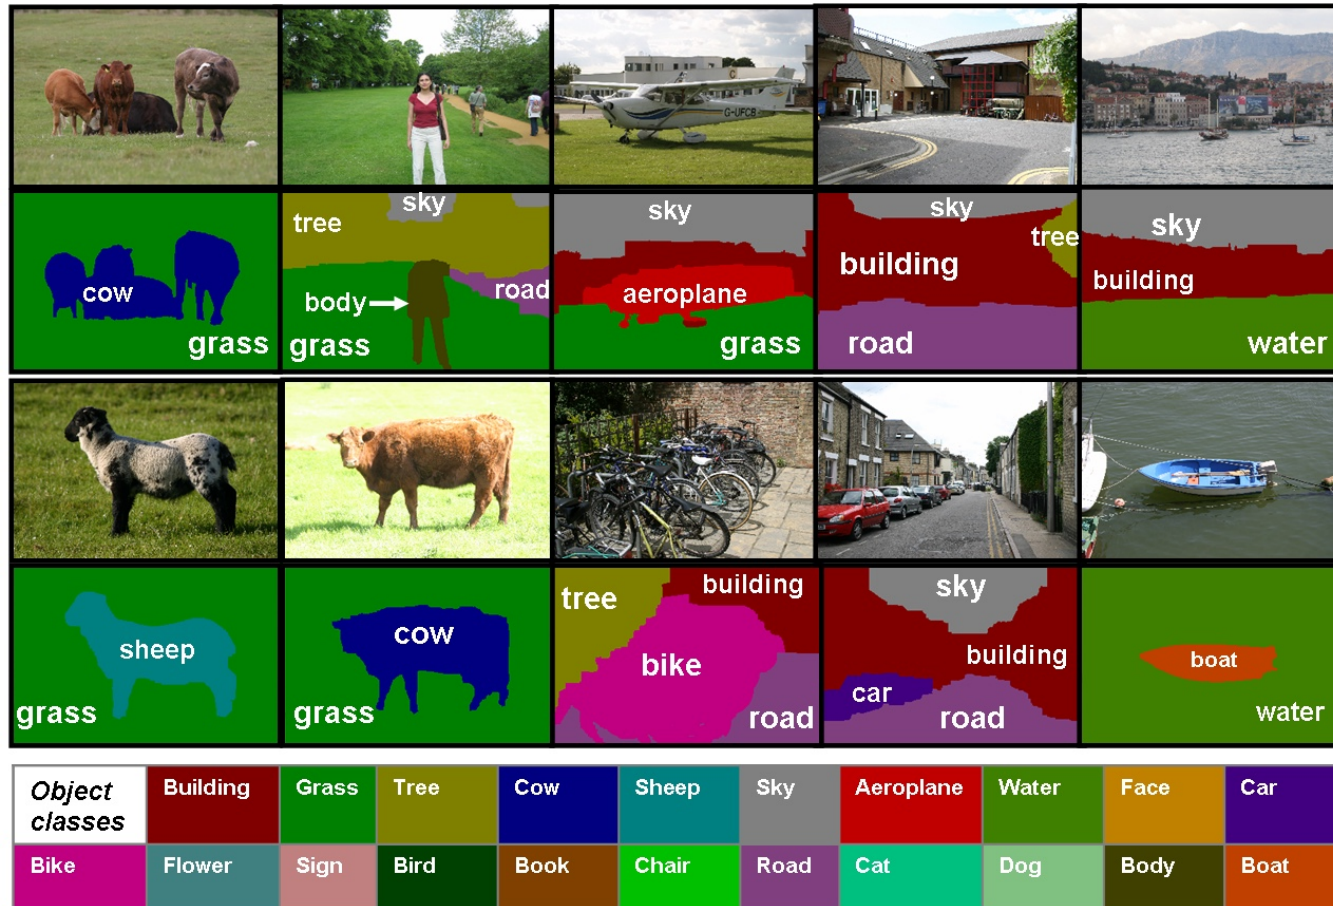 G-UFCB
sky
tree
cow
body
road
grass
grass
sky
aeroplane
grass
sky
tree
building
road
sky
building
water
sheep
grass
cow
grass
tree
building
bike
road
sky
building
car
road
boat
water
Object
classes
Building
Grass
Tree
Cow
Sheep
Sky
Aeroplane
Water
Face
Car
Bike
Flower
Sign
Bird
Book
Chair
Road
Cat
Dog
Body
Boat